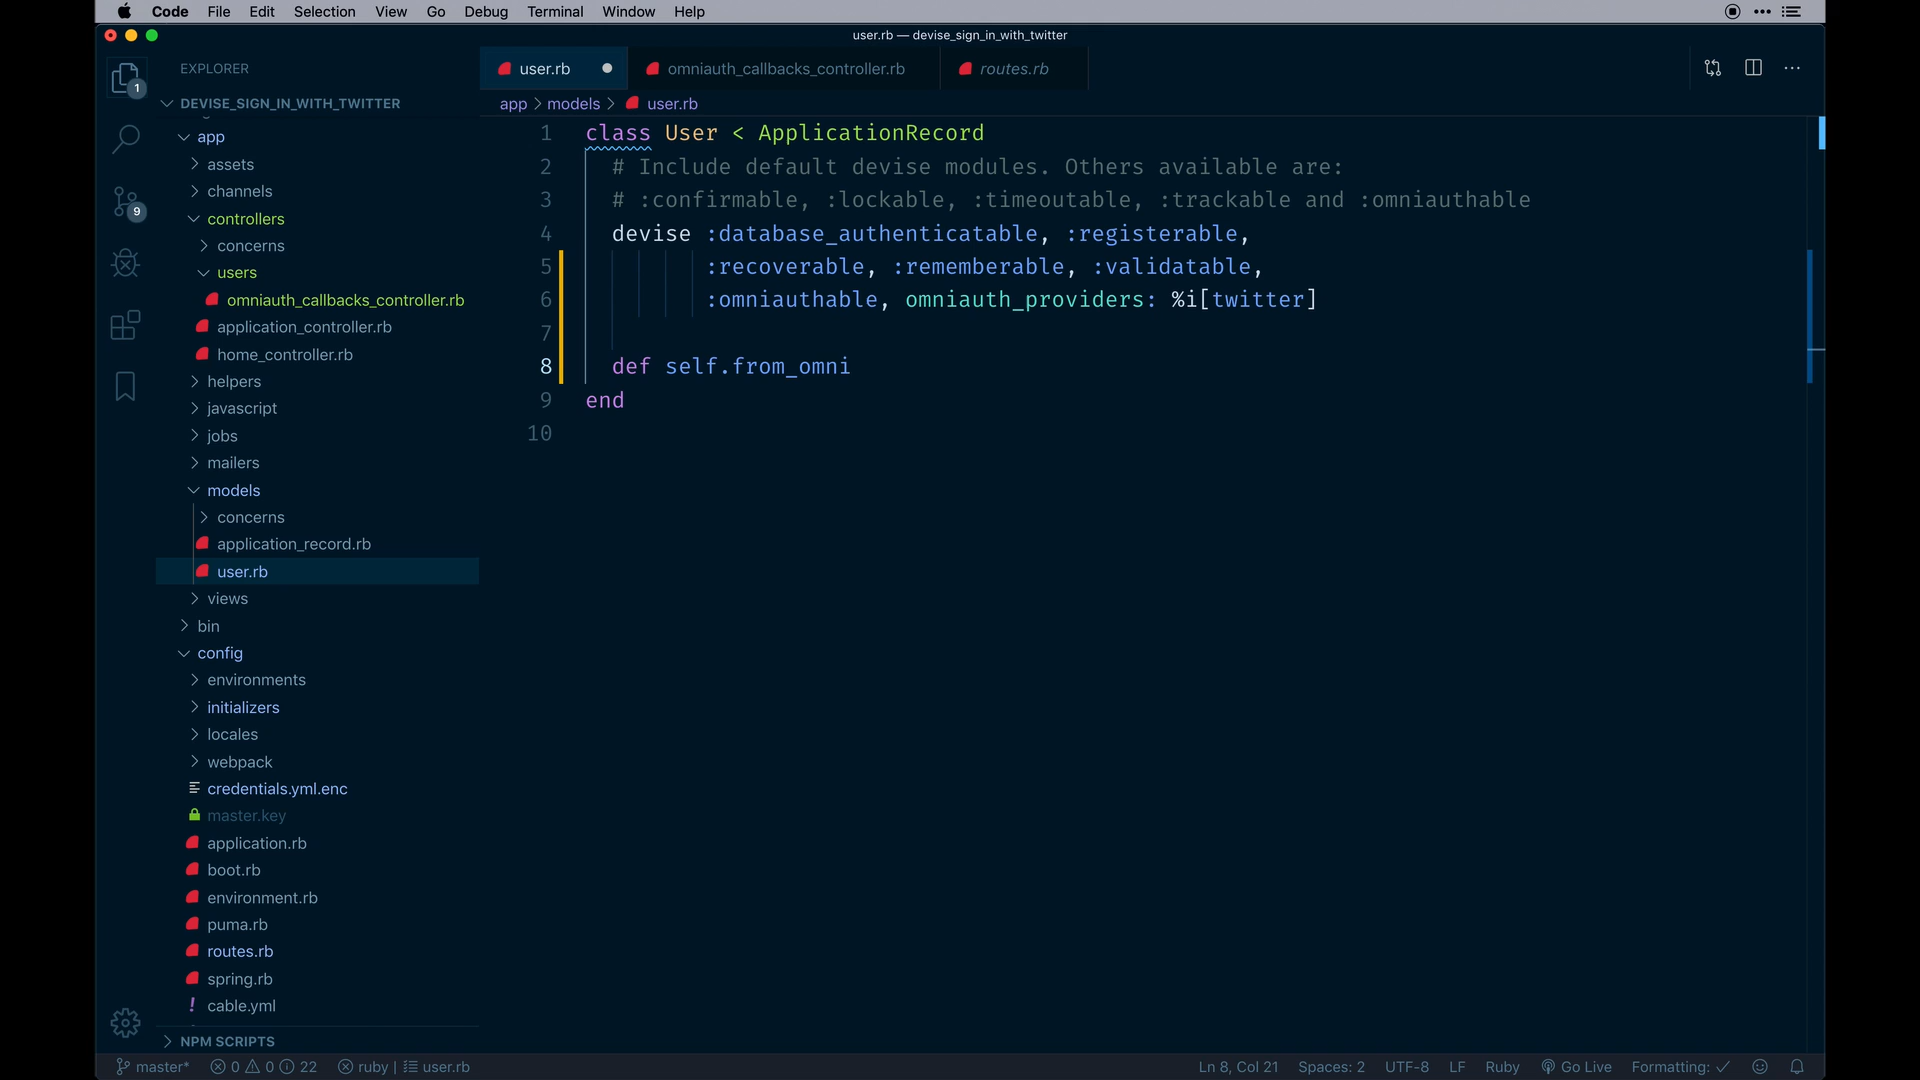 Code File Edit Selection View Go Debug Terminal Window Help
user.rb — devise_sign_in_with_twitter
EXPLORER
user.rb
omniauth_callbacks_controller.rb
routes.rb
1
DEVISE_SIGN_IN_WITH_TWITTER
app > models > user.rb
app
assets
channels
controllers
9
concerns
users
omniauth_callbacks_controller.rb
application_controller.rb
home_controller.rb
helpers
javascript
jobs
mailers
models
concerns
application_record.rb
user.rb
views
bin
config
environments
initializers
locales
webpack
credentials.yml.enc
master.key
application.rb
boot.rb
environment.rb
puma.rb
routes.rb
spring.rb
! cable.yml
NPM SCRIPTS
1 class User < ApplicationRecord
2 # Include default devise modules. Others available are:
3 # :confirmable, :lockable, :timeoutable, :trackable and :omniauthable
4 devise :database_authenticatable, :registerable,
5 :recoverable, :rememberable, :validatable,
6 :omniauthable, omniauth_providers: %i[twitter]
7
8 def self.from_omni
9 end
10
master* 0 0 22 ruby | user.rb Ln 8, Col 21 Spaces: 2 UTF-8 LF Ruby Go Live Formatting: ✓